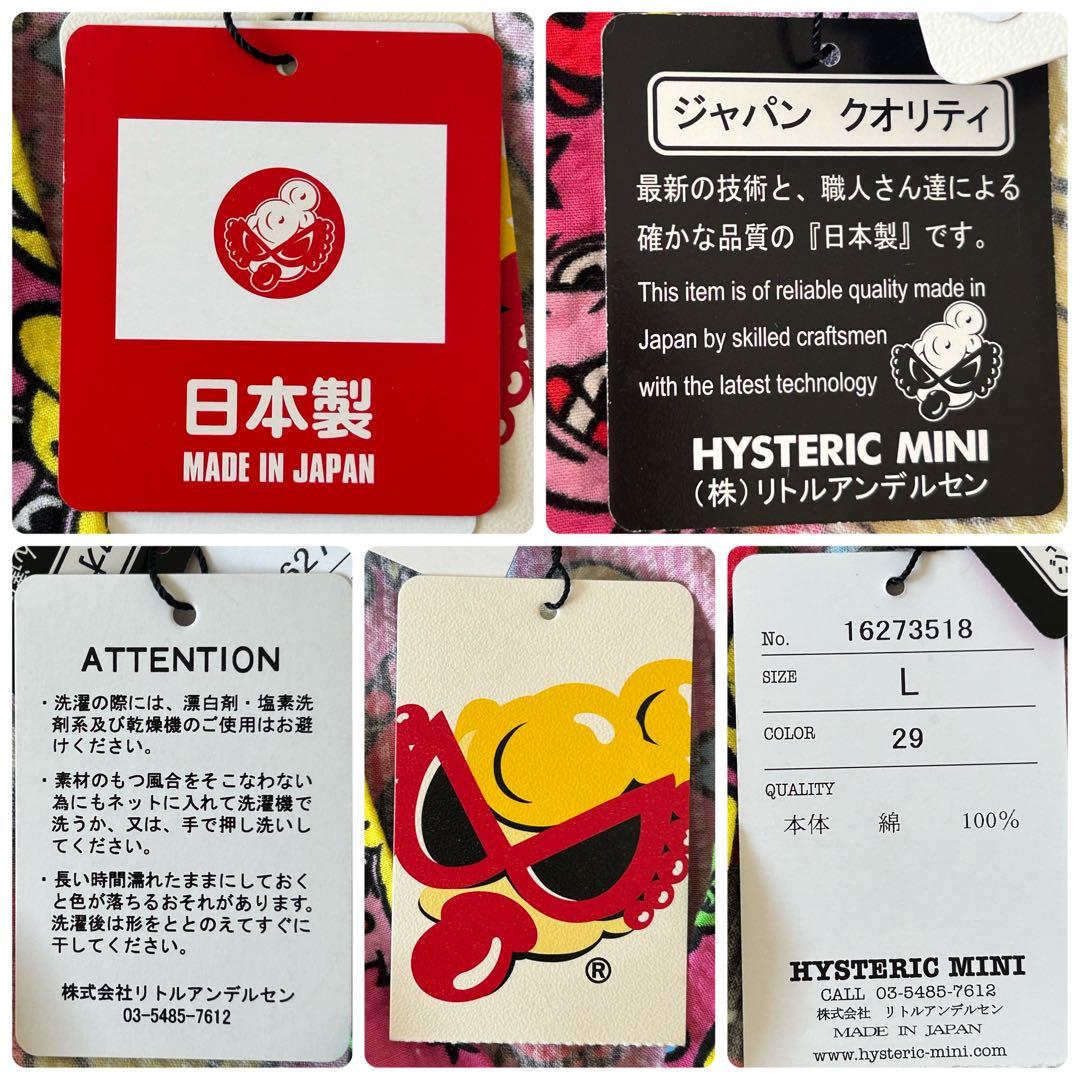 日本製
MADE IN JAPAN
ジャパン クオリティ
最新の技術と、職人さん達による
確かな品質の『日本製』です。
This item is of reliable quality made in
Japan by skilled craftsmen
with the latest technology
HYSTERIC MINI
(株)リトルアンデルセン
ATTENTION
・洗濯の際には、漂白剤・塩素洗
剤系及び乾燥機のご使用はお避
けください。
・素材のもつ風合をそこなわない
為にもネットに入れて洗濯機で
洗うか、又は、手で押し洗いし
てください。
・長い時間濡れたままにしておく
と色が落ちるおそれがあります。
洗濯後は形をととのえてすぐに
干してください。
株式会社リトルアンデルセン
03-5485-7612
®
No. 16273518
SIZE L
COLOR 29
QUALITY
本体 綿 100%
HYSTERIC MINI
CALL 03-5485-7612
株式会社 リトルアンデルセン
MADE IN JAPAN
www.hysteric-mini.com